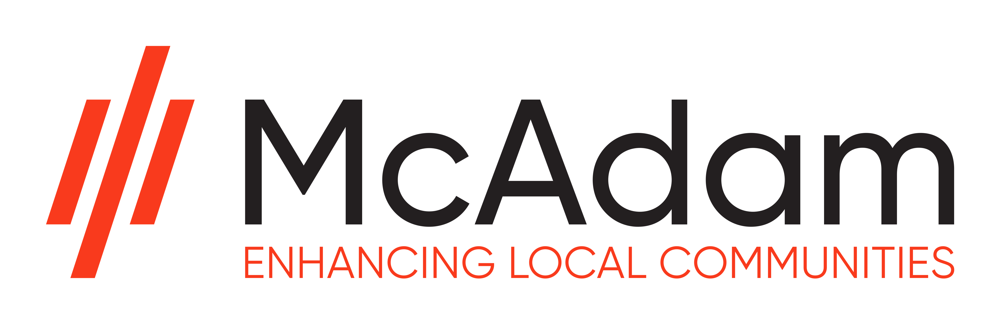 McAdam
ENHANCING LOCAL COMMUNITIES